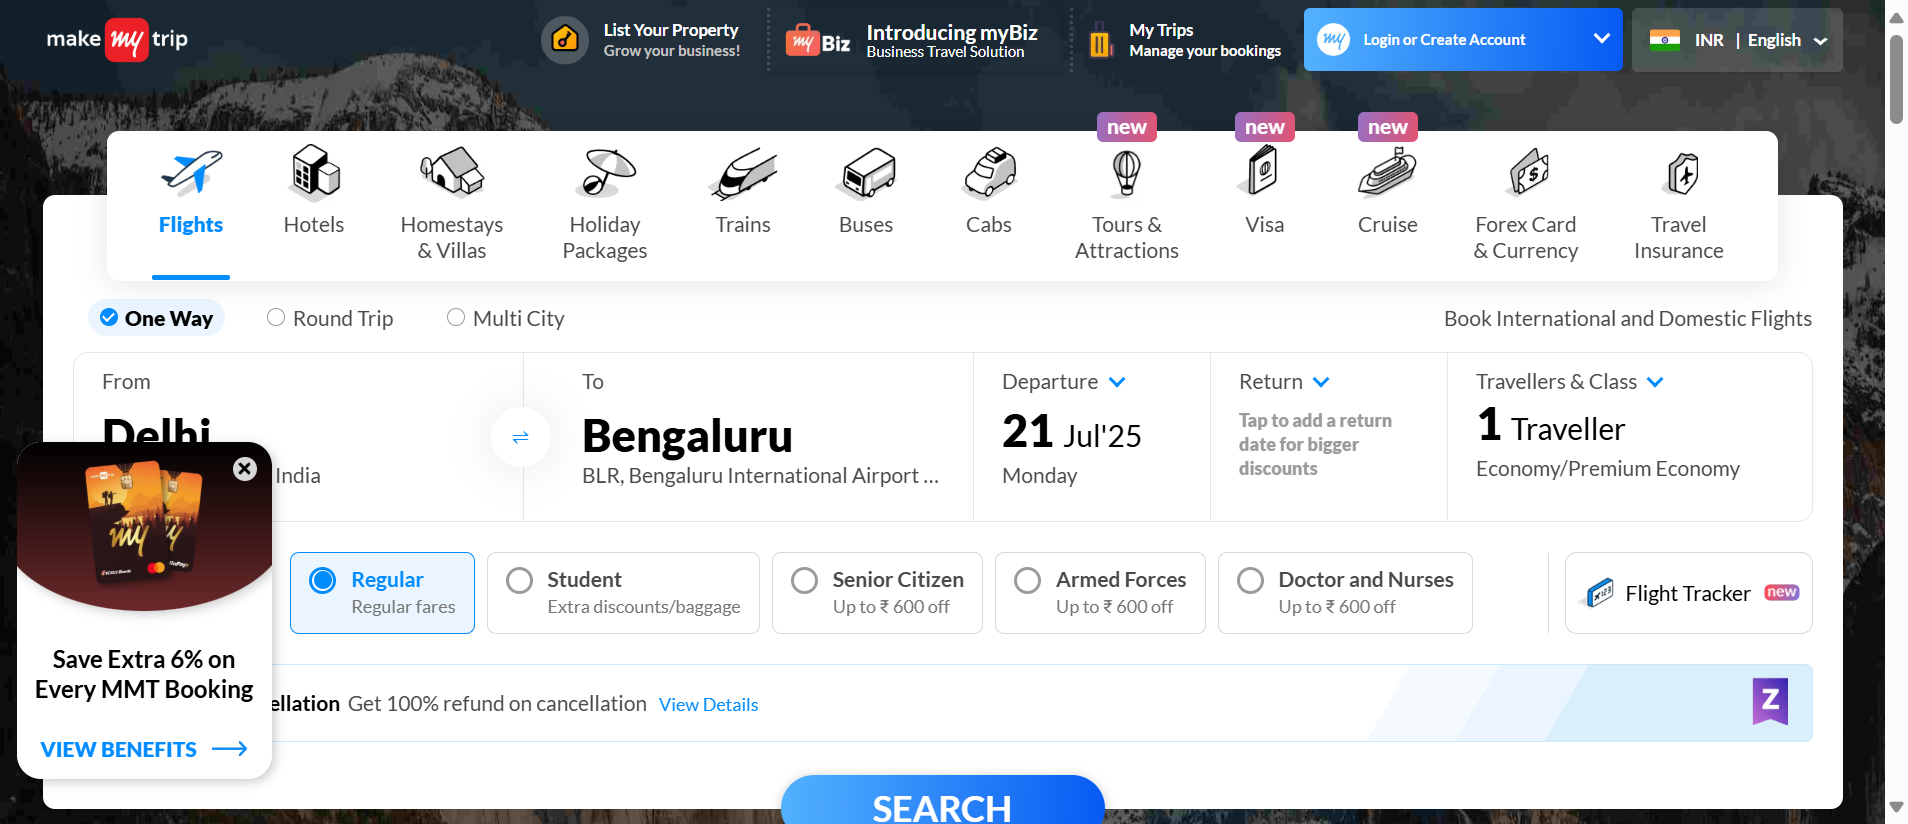 make my trip
List Your Property
Grow your business!
my Biz
Introducing myBiz
Business Travel Solution
My Trips
Manage your bookings
my
Login or Create Account
INR | English
new
new
new
Flights
Hotels
Homestays
& Villas
Holiday
Packages
Trains
Buses
Cabs
Tours &
Attractions
Visa
Cruise
Forex Card
& Currency
Travel
Insurance
One Way
Round Trip
Multi City
Book International and Domestic Flights
From
Delhi
India
To
Bengaluru
BLR, Bengaluru International Airport ...
Departure
21 Jul'25
Monday
Return
Tap to add a return
date for bigger
discounts
Travellers & Class
1 Traveller
Economy/Premium Economy
my
ICICI Bank
RuPay
Save Extra 6% on
Every MMT Booking
VIEW BENEFITS
Regular
Regular fares
Student
Extra discounts/baggage
Senior Citizen
Up to ₹ 600 off
Armed Forces
Up to ₹ 600 off
Doctor and Nurses
Up to ₹ 600 off
Flight Tracker new
ellation Get 100% refund on cancellation View Details
Z
SEARCH